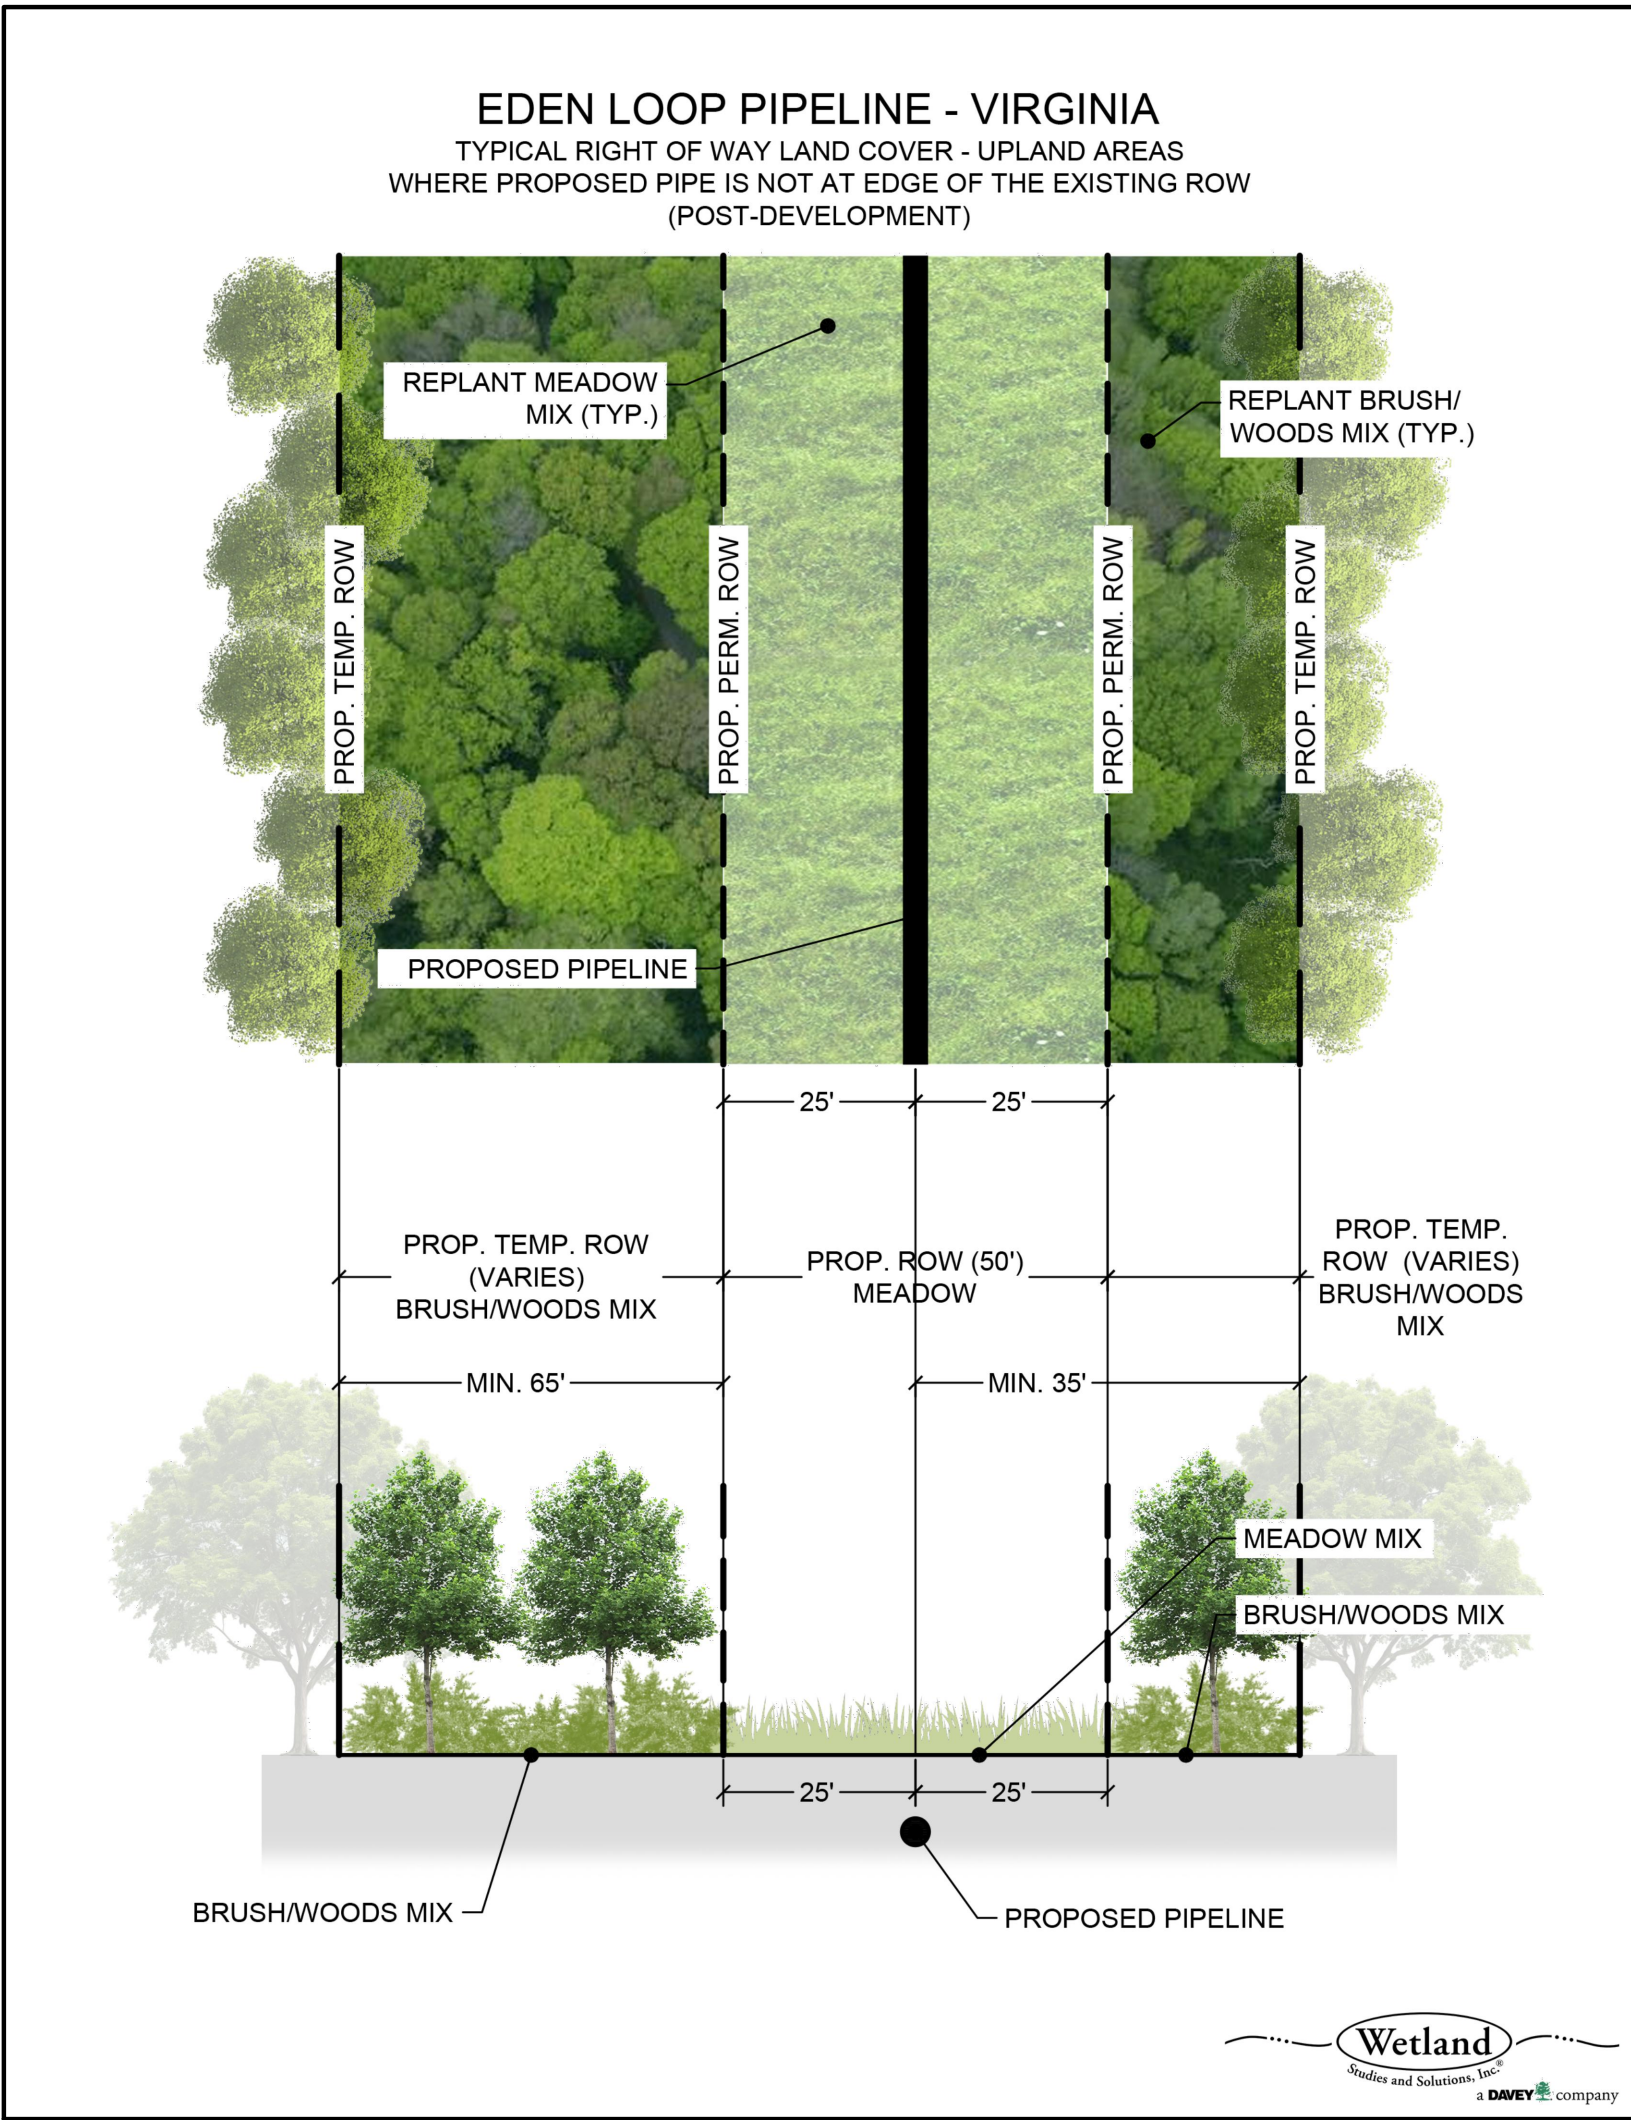 EDEN LOOP PIPELINE - VIRGINIA
TYPICAL RIGHT OF WAY LAND COVER - UPLAND AREAS
WHERE PROPOSED PIPE IS NOT AT EDGE OF THE EXISTING ROW
(POST-DEVELOPMENT)
REPLANT MEADOW
MIX (TYP.)
REPLANT BRUSH/
WOODS MIX (TYP.)
PROP. TEMP. ROW
PROP. PERM. ROW
PROP. PERM. ROW
PROP. TEMP. ROW
PROPOSED PIPELINE
25'
25'
PROP. TEMP. ROW
(VARIES)
BRUSH/WOODS MIX
PROP. ROW (50')
MEADOW
PROP. TEMP.
ROW (VARIES)
BRUSH/WOODS
MIX
MIN. 65'
MIN. 35'
MEADOW MIX
BRUSH/WOODS MIX
25'
25'
BRUSH/WOODS MIX
PROPOSED PIPELINE
Wetland
Studies and Solutions, Inc.®
a DAVEY company